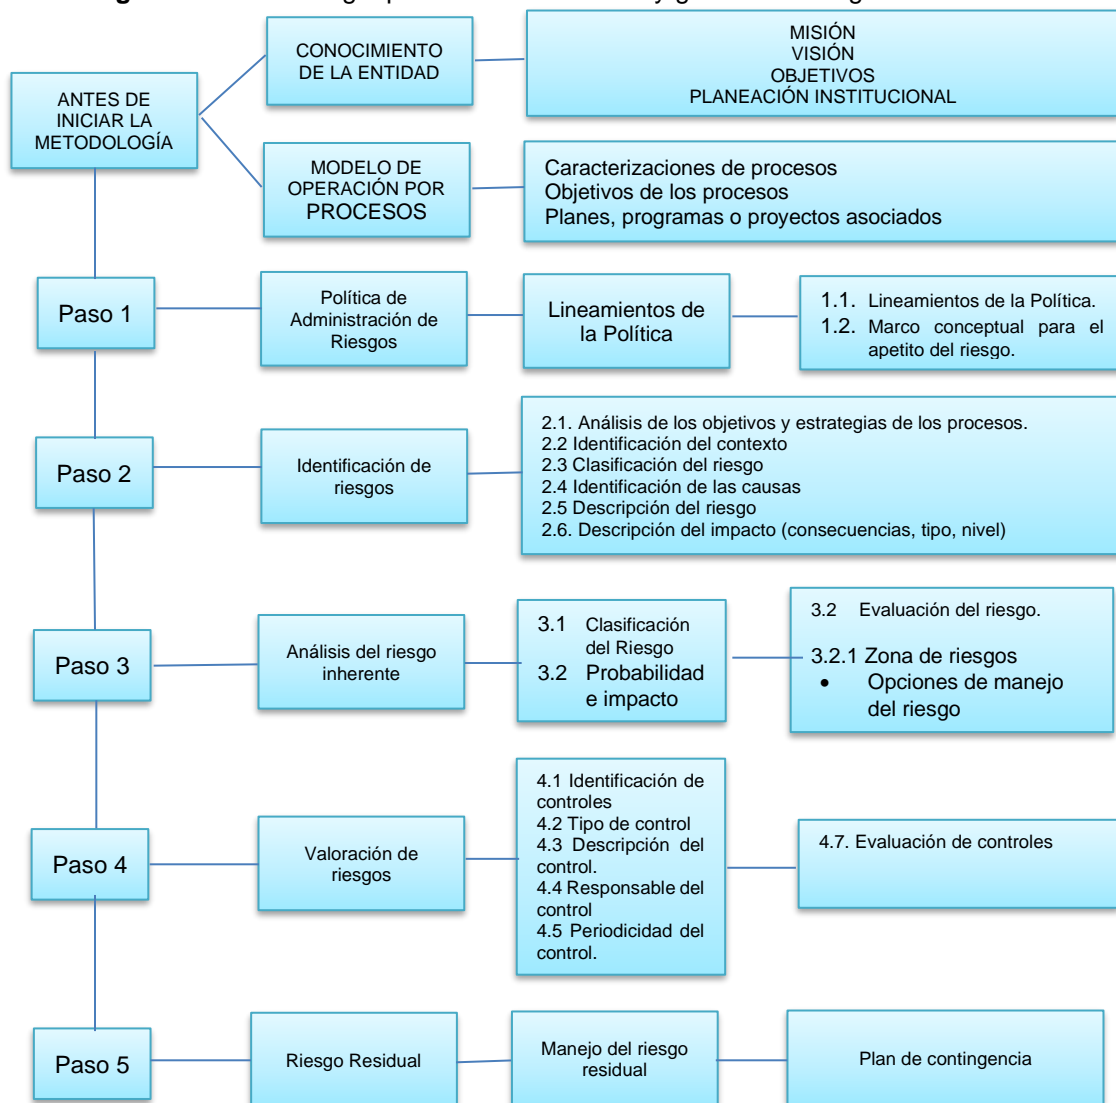 ANTES DE
INICIAR LA
METODOLOGÍA
CONOCIMIENTO
DE LA ENTIDAD
MISIÓN
VISIÓN
OBJETIVOS
PLANEACIÓN INSTITUCIONAL
MODELO DE
OPERACIÓN POR
PROCESOS
Caracterizaciones de procesos
Objetivos de los procesos
Planes, programas o proyectos asociados
Paso 1
Política de
Administración de
Riesgos
Lineamientos de
la Política
1.1. Lineamientos de la Política.
1.2. Marco conceptual para el
apetito del riesgo.
Paso 2
Identificación de
riesgos
2.1. Análisis de los objetivos y estrategias de los procesos.
2.2 Identificación del contexto
2.3 Clasificación del riesgo
2.4 Identificación de las causas
2.5 Descripción del riesgo
2.6. Descripción del impacto (consecuencias, tipo, nivel)
Paso 3
Análisis del riesgo
inherente
3.1 Clasificación
del Riesgo
3.2 Probabilidad
e impacto
3.2 Evaluación del riesgo.
3.2.1 Zona de riesgos
• Opciones de manejo
del riesgo
Paso 4
Valoración de
riesgos
4.1 Identificación de
controles
4.2 Tipo de control
4.3 Descripción del
control.
4.4 Responsable del
control
4.5 Periodicidad del
control.
4.7. Evaluación de controles
Paso 5
Riesgo Residual
Manejo del riesgo
residual
Plan de contingencia